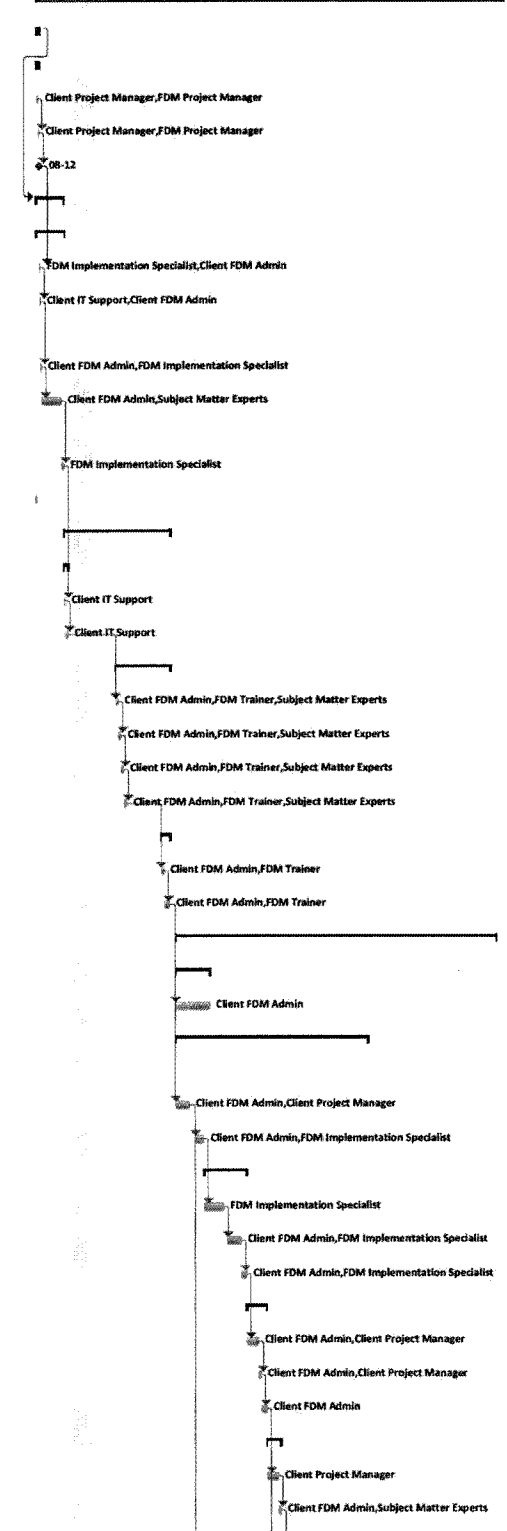 Client Project Manager,FDM Project Manager
Client Project Manager,FDM Project Manager
08-12
FDM Implementation Specialist,Client FDM Admin
Client IT Support,Client FDM Admin
Client FDM Admin,FDM Implementation Specialist
Client FDM Admin,Subject Matter Experts
FDM Implementation Specialist
Client IT Support
Client IT Support
Client FDM Admin,FDM Trainer,Subject Matter Experts
Client FDM Admin,FDM Trainer,Subject Matter Experts
Client FDM Admin,FDM Trainer,Subject Matter Experts
Client FDM Admin,FDM Trainer,Subject Matter Experts
Client FDM Admin,FDM Trainer
Client FDM Admin,FDM Trainer
Client FDM Admin
Client FDM Admin,Client Project Manager
Client FDM Admin,FDM Implementation Specialist
FDM Implementation Specialist
Client FDM Admin,FDM Implementation Specialist
Client FDM Admin,FDM Implementation Specialist
Client FDM Admin,Client Project Manager
Client FDM Admin,Client Project Manager
Client FDM Admin
Client Project Manager
Client FDM Admin,Subject Matter Experts